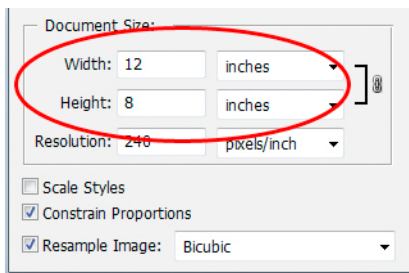 Document Size:
Width: 12 inches
Height: 8 inches
Resolution: 240 pixels/inch
Scale Styles
Constrain Proportions
Resample Image: Bicubic